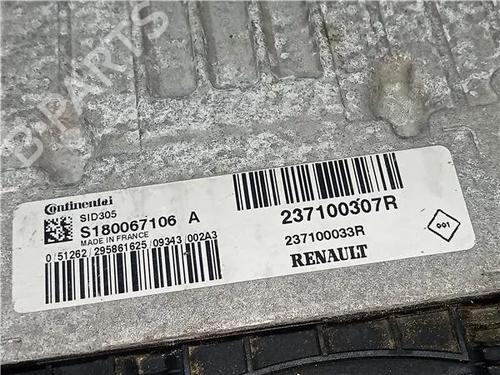 B-PARTS
Continental
SID305
S180067106 A
MADE IN FRANCE
0/51262/295861625/09343/002A3
237100307R
237100033R
RENAULT
001